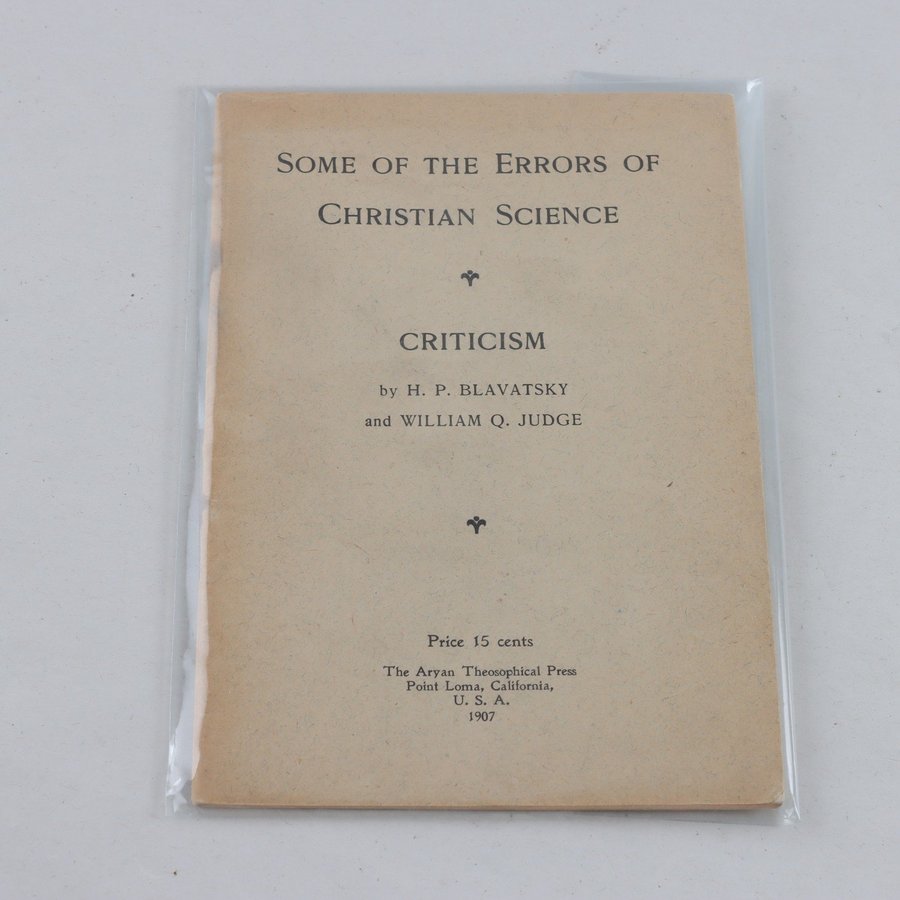 Some of the Errors of
Christian Science
CRITICISM
by H. P. BLAVATSKY
and WILLIAM Q. JUDGE
Price 15 cents
The Aryan Theosophical Press
Point Loma, California,
U. S. A.
1907